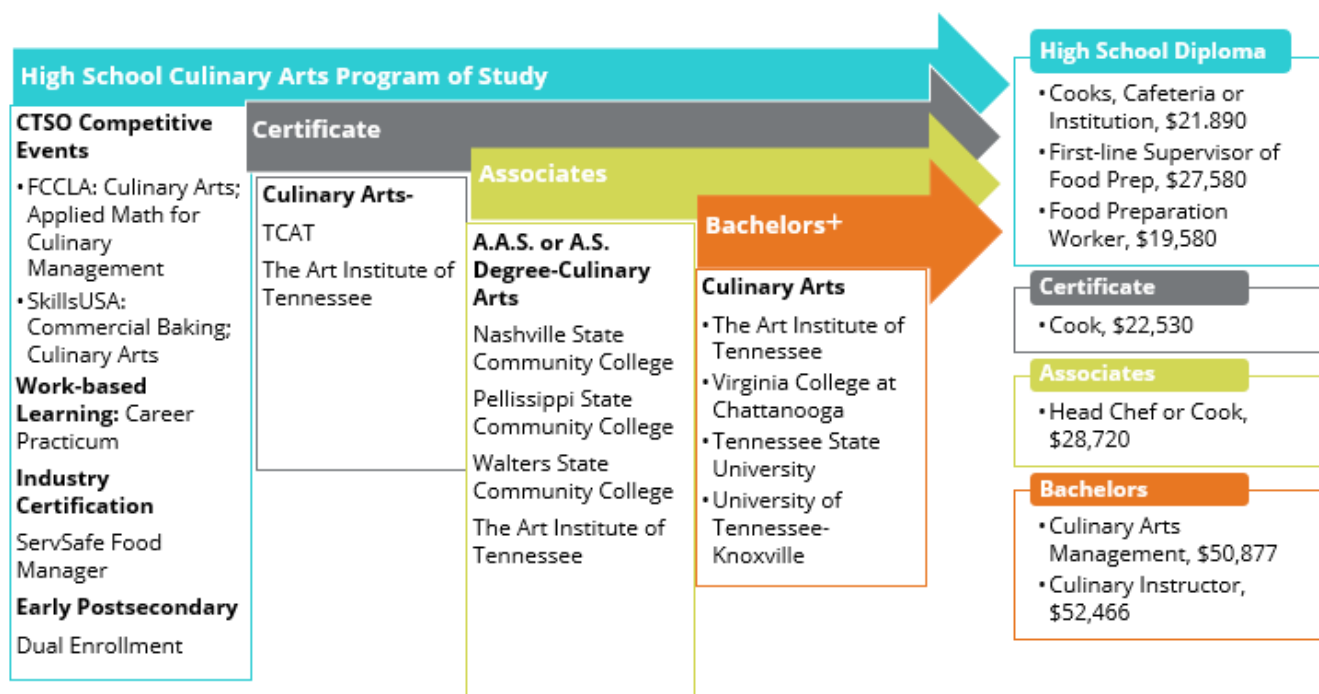 High School Culinary Arts Program of Study
CTSO Competitive
Events
•FCCLA: Culinary Arts;
Applied Math for
Culinary
Management
•SkillsUSA:
Commercial Baking;
Culinary Arts
Work-based
Learning: Career
Practicum
Industry
Certification
ServSafe Food
Manager
Early Postsecondary
Dual Enrollment
Certificate
Culinary Arts-
TCAT
The Art Institute of
Tennessee
Associates
A.A.S. or A.S.
Degree-Culinary
Arts
Nashville State
Community College
Pellissippi State
Community College
Walters State
Community College
The Art Institute of
Tennessee
Bachelors+
Culinary Arts
•The Art Institute of
Tennessee
•Virginia College at
Chattanooga
•Tennessee State
University
•University of
Tennessee-
Knoxville
High School Diploma
•Cooks, Cafeteria or
Institution, $21.890
•First-line Supervisor of
Food Prep, $27,580
•Food Preparation
Worker, $19,580
Certificate
•Cook, $22,530
Associates
•Head Chef or Cook,
$28,720
Bachelors
•Culinary Arts
Management, $50,877
•Culinary Instructor,
$52,466